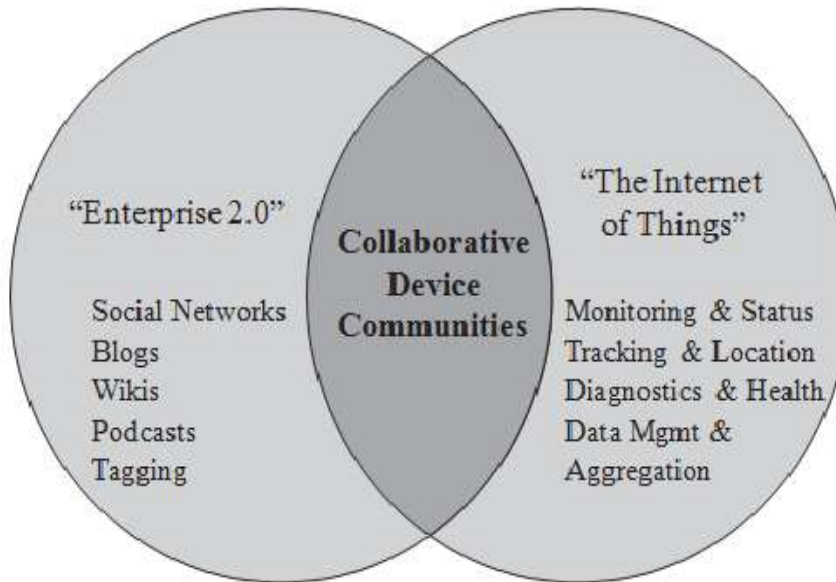 “Enterprise 2.0”
Social Networks
Blogs
Wikis
Podcasts
Tagging
Collaborative
Device
Communities
“The Internet
of Things”
Monitoring & Status
Tracking & Location
Diagnostics & Health
Data Mgmt &
Aggregation